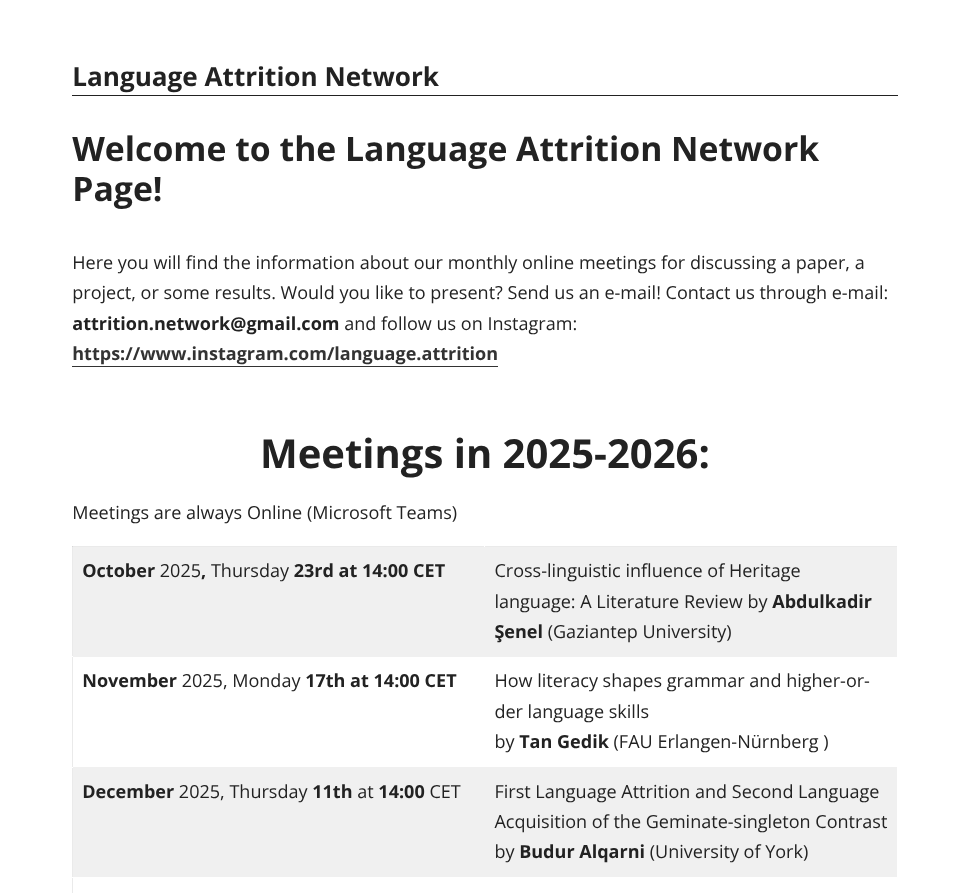 Language Attrition Network
Welcome to the Language Attrition Network
Page!
Here you will find the information about our monthly online meetings for discussing a paper, a
project, or some results. Would you like to present? Send us an e-mail! Contact us through e-mail:
attrition.network@gmail.com and follow us on Instagram:
https://www.instagram.com/language.attrition
Meetings in 2025-2026:
Meetings are always Online (Microsoft Teams)
October 2025, Thursday 23rd at 14:00 CET
Cross-linguistic influence of Heritage
language: A Literature Review by Abdulkadir
Şenel (Gaziantep University)
November 2025, Monday 17th at 14:00 CET
How literacy shapes grammar and higher-or-
der language skills
by Tan Gedik (FAU Erlangen-Nürnberg )
December 2025, Thursday 11th at 14:00 CET
First Language Attrition and Second Language
Acquisition of the Geminate-singleton Contrast
by Budur Alqarni (University of York)